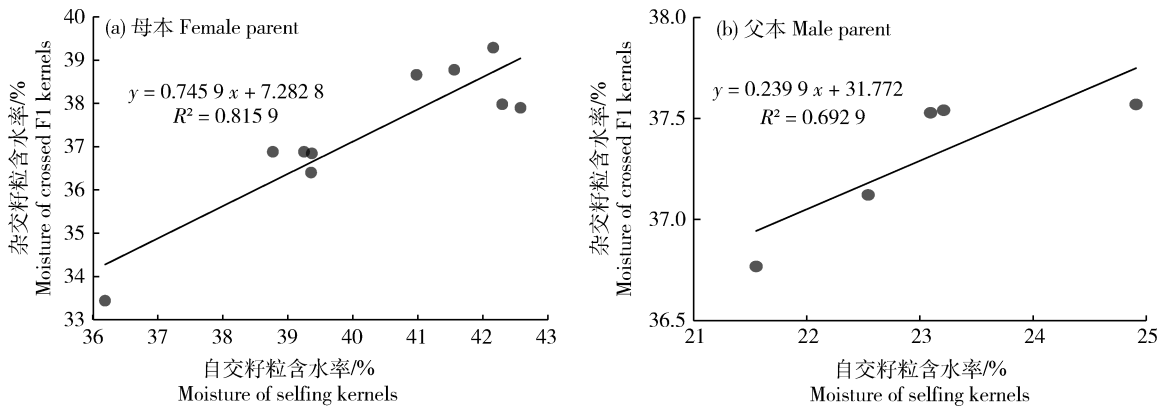 (a) 母本 Female parent
y = 0.745 9 x + 7.282 8
R² = 0.815 9
40
39
38
37
36
35
34
33
36
37
38
39
40
41
42
43
杂交籽粒含水率/%
Moisture of crossed F1 kernels
自交籽粒含水率/%
Moisture of selfing kernels
(b) 父本 Male parent
y = 0.239 9 x + 31.772
R² = 0.692 9
38.0
37.5
37.0
36.5
21
22
23
24
25
杂交籽粒含水率/%
Moisture of crossed F1 kernels
自交籽粒含水率/%
Moisture of selfing kernels